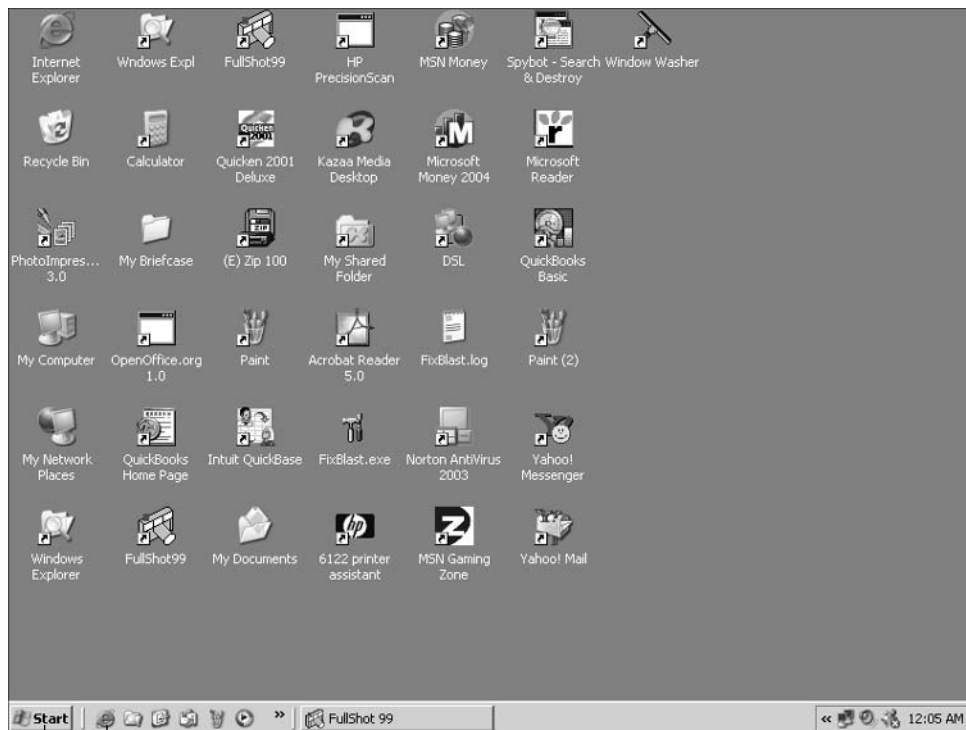 Internet
Explorer
Wndows Expl
FullShot99
HP
PrecisionScan
MSN Money
Spybot - Search
& Destroy
Window Washer
Recycle Bin
Calculator
Quicken
2001
Quicken 2001
Deluxe
Kazaa Media
Desktop
M
Microsoft
Money 2004
r
Microsoft
Reader
PhotoImpres...
3.0
My Briefcase
ZIP
(E) Zip 100
My Shared
Folder
DSL
QuickBooks
Basic
My Computer
OpenOffice.org
1.0
Paint
Acrobat Reader
5.0
FixBlast.log
Paint (2)
My Network
Places
QuickBooks
Home Page
Intuit QuickBase
FixBlast.exe
Norton AntiVirus
2003
Yahoo!
Messenger
Windows
Explorer
FullShot99
My Documents
hp
6122 printer
assistant
Z
MSN Gaming
Zone
Yahoo! Mail
Start
»
FullShot 99
«
12:05 AM